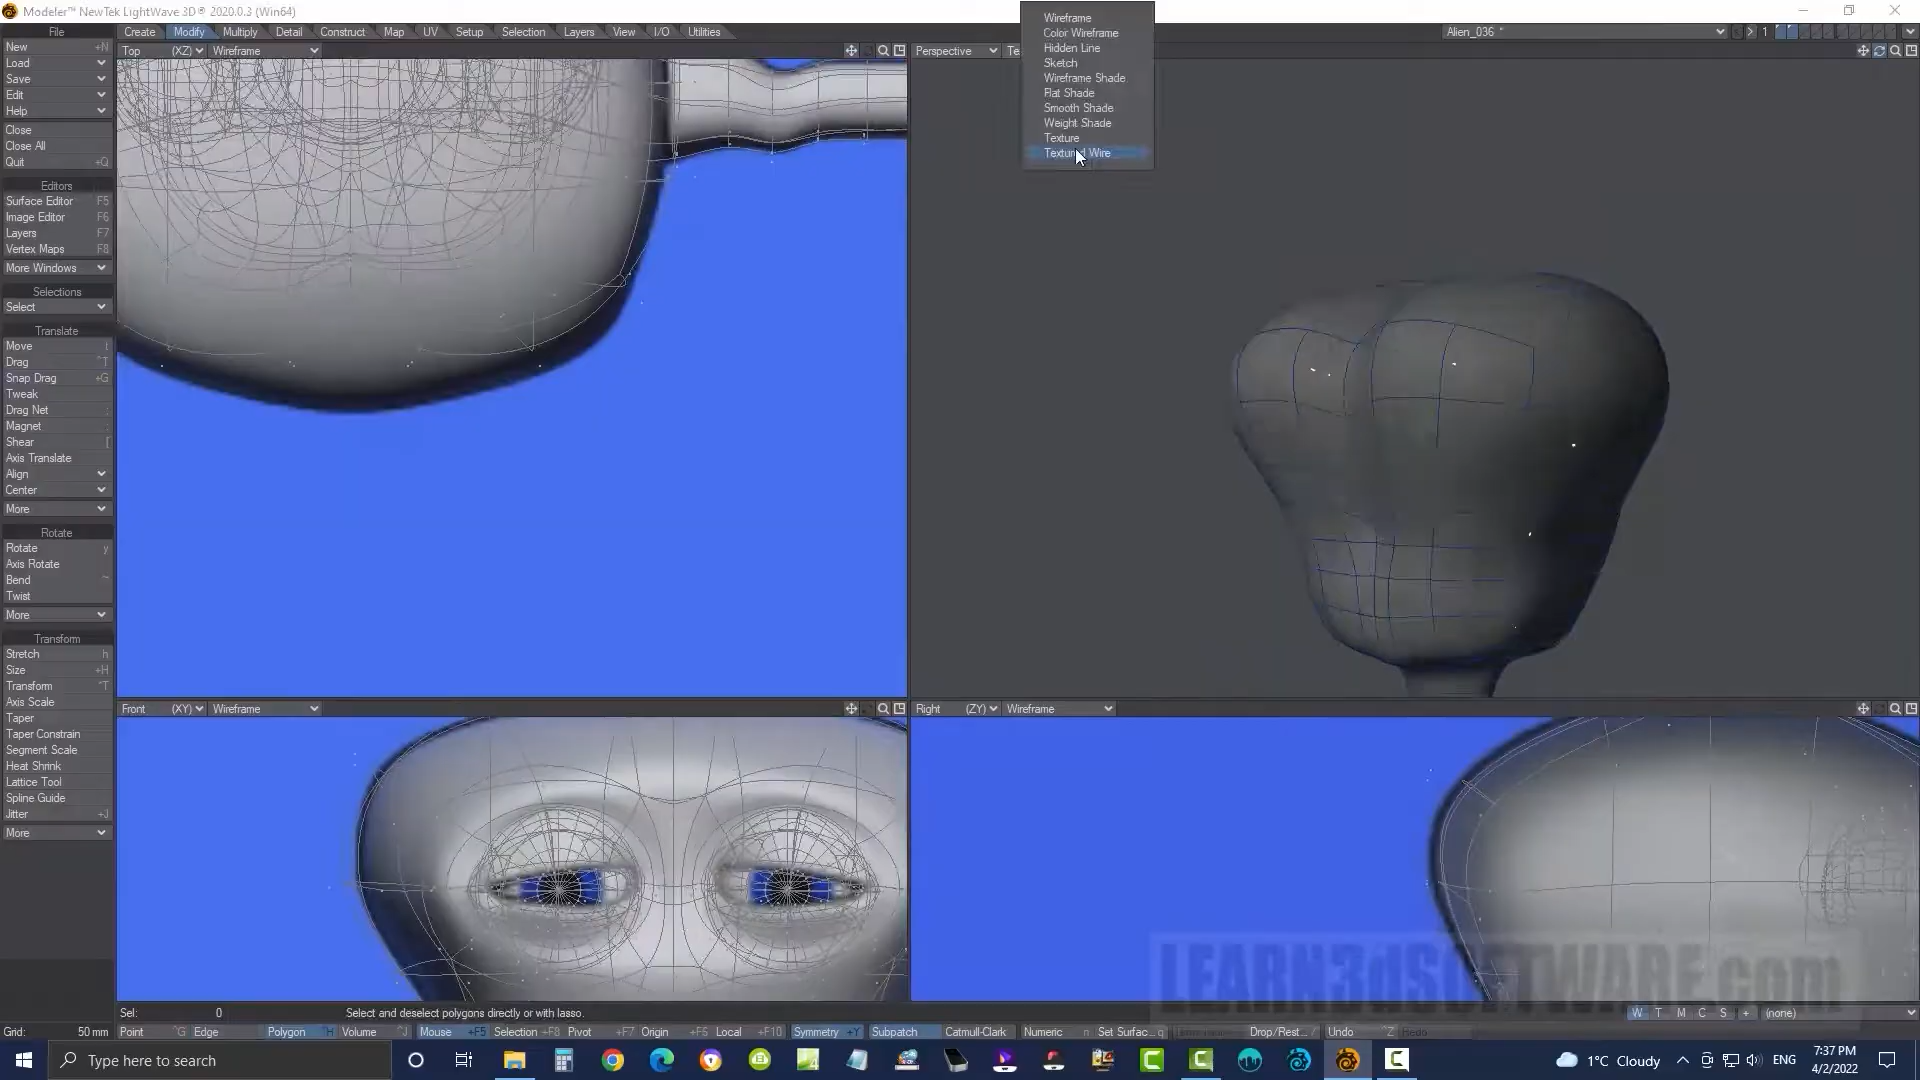 Modeler™ NewTek LightWave 3D® 2020.0.3 (Win64)
File
Create Modify Multiply Detail Construct Map UV Setup Selection Layers View I/O Utilities
Alien_036 *
1
Top (XZ) Wireframe
Perspective Te
Wireframe
Color Wireframe
Hidden Line
Sketch
Wireframe Shade
Flat Shade
Smooth Shade
Weight Shade
Texture
Textured Wire
New +N
Load
Save
Edit
Help
Close
Close All
Quit +Q
Editors
Surface Editor F5
Image Editor F6
Layers F7
Vertex Maps F8
More Windows
Selections
Select
Translate
Move t
Drag ^T
Snap Drag +G
Tweak
Drag Net ;
Magnet :
Shear [
Axis Translate
Align
Center
More
Rotate
Rotate y
Axis Rotate
Bend ~
Twist
More
Transform
Stretch h
Size +H
Transform ^T
Axis Scale
Taper
Taper Constrain
Segment Scale
Heat Shrink
Lattice Tool
Spline Guide
Jitter +J
More
Front (XY) Wireframe
Right (ZY) Wireframe
LEARN3dSOFTWARE.com
Sel: 0 Select and deselect polygons directly or with lasso.
W T M C S + (none)
Grid: 50 mm Point ^G Edge Polygon ^H Volume ^J Mouse +F5 Selection +F8 Pivot +F7 Origin +F6 Local +F10 Symmetry +Y Subpatch Catmull-Clark Numeric n Set Surfac... q Drop/Rest... / Undo ^Z Redo
Type here to search
1°C Cloudy
ENG
7:37 PM
4/2/2022